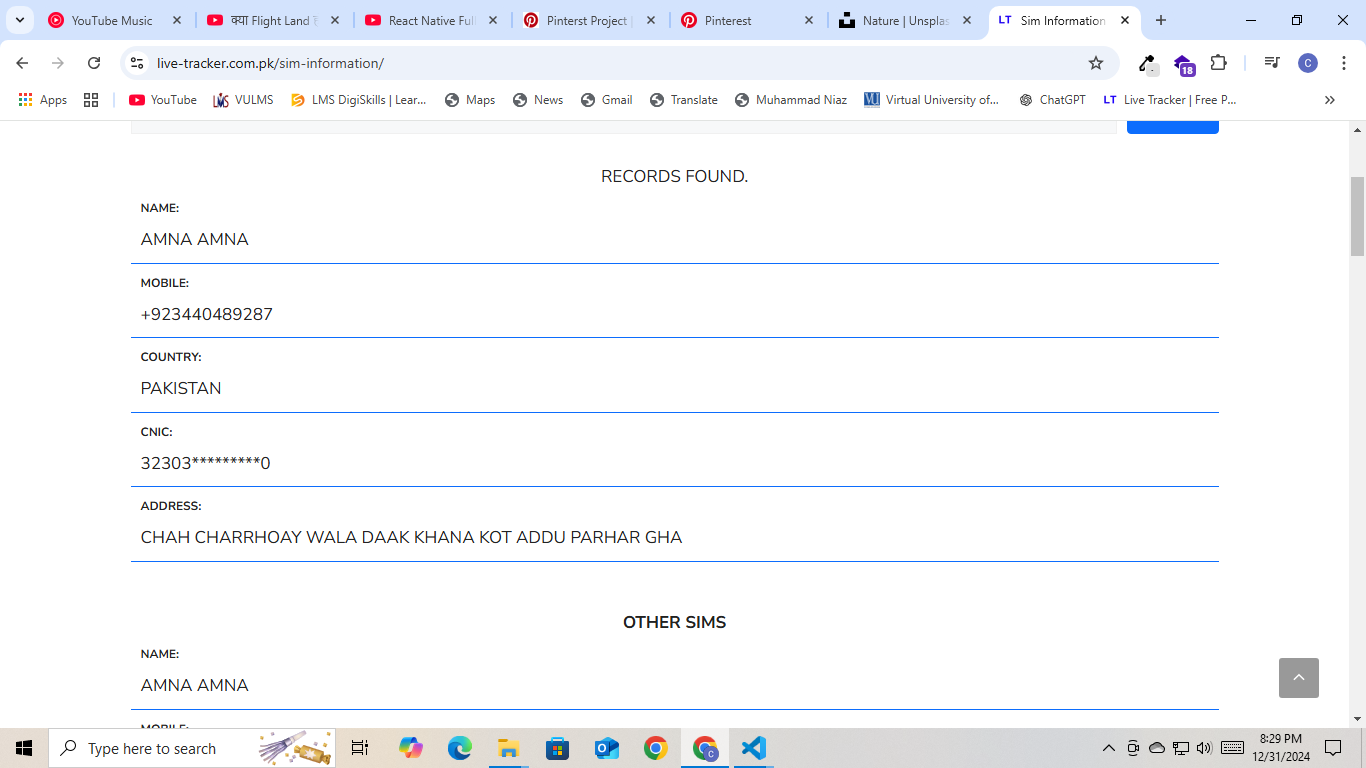 YouTube Music
क्या Flight Land
React Native Full
Pinterst Project |
Pinterest
Nature | Unsplas
LT Sim Information
live-tracker.com.pk/sim-information/
18
C
Apps
YouTube
VULMS
LMS DigiSkills | Lear...
Maps
News
Gmail
Translate
Muhammad Niaz
VU Virtual University of...
ChatGPT
LT Live Tracker | Free P...
RECORDS FOUND.
NAME:
AMNA AMNA
MOBILE:
+923440489287
COUNTRY:
PAKISTAN
CNIC:
32303*********0
ADDRESS:
CHAH CHARRHOAY WALA DAAK KHANA KOT ADDU PARHAR GHA
OTHER SIMS
NAME:
AMNA AMNA
MOBILE:
Type here to search
C
8:29 PM
12/31/2024